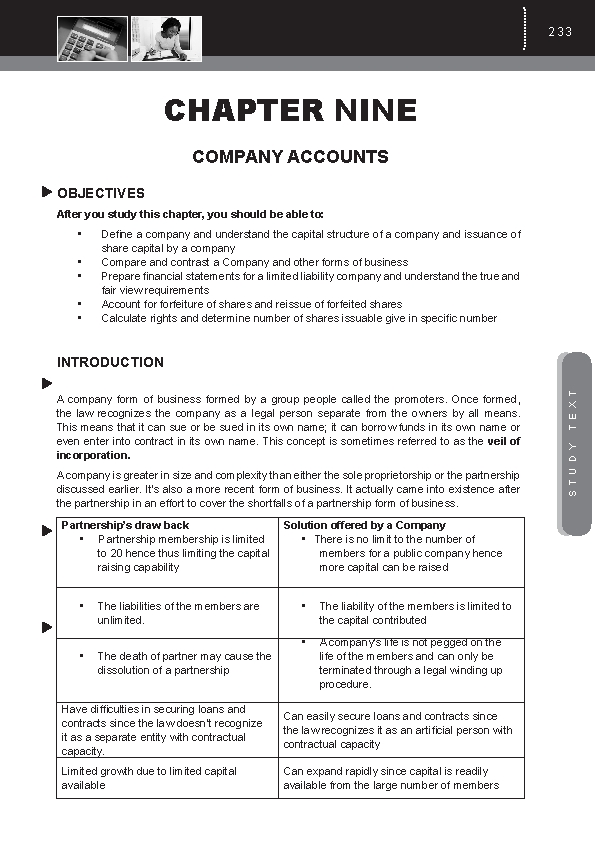 233
CHAPTER NINE
COMPANY ACCOUNTS
OBJECTIVES
After you study this chapter, you should be able to:
• Define a company and understand the capital structure of a company and issuance of
share capital by a company
• Compare and contrast a Company and other forms of business
• Prepare financial statements for a limited liability company and understand the true and
fair view requirements
• Account for forfeiture of shares and reissue of forfeited shares
• Calculate rights and determine number of shares issuable give in specific number
INTRODUCTION
A company form of business formed by a group people called the promoters. Once formed,
the law recognizes the company as a legal person separate from the owners by all means.
This means that it can sue or be sued in its own name; it can borrow funds in its own name or
even enter into contract in its own name. This concept is sometimes referred to as the veil of
incorporation.
A company is greater in size and complexity than either the sole proprietorship or the partnership
discussed earlier. It's also a more recent form of business. It actually came into existence after
the partnership in an effort to cover the shortfalls of a partnership form of business.
Partnership's draw back
• Partnership membership is limited
to 20 hence thus limiting the capital
raising capability
Solution offered by a Company
• There is no limit to the number of
members for a public company hence
more capital can be raised
• The liabilities of the members are
unlimited.
• The liability of the members is limited to
the capital contributed
• The death of partner may cause the
dissolution of a partnership
• A company's life is not pegged on the
life of the members and can only be
terminated through a legal winding up
procedure.
Have difficulties in securing loans and
contracts since the law doesn't recognize
it as a separate entity with contractual
capacity.
Can easily secure loans and contracts since
the law recognizes it as an artificial person with
contractual capacity
Limited growth due to limited capital
available
Can expand rapidly since capital is readily
available from the large number of members
STUDY TEXT